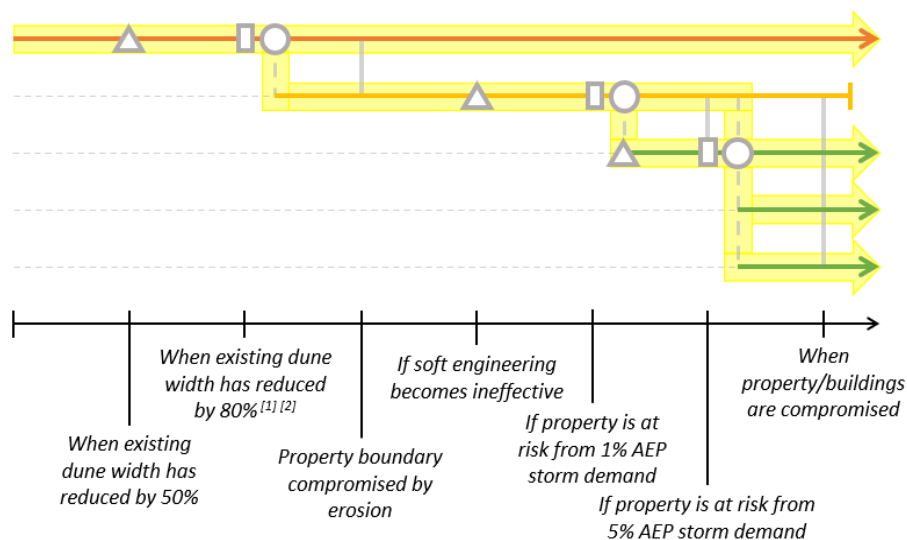 When existing dune
width has reduced
by 80% [1] [2]
When existing
dune width has
reduced by 50%
Property boundary
compromised by
erosion
If soft engineering
becomes ineffective
If property is at
risk from 1% AEP
storm demand
If property is at risk from
5% AEP storm demand
When
property/buildings
are compromised